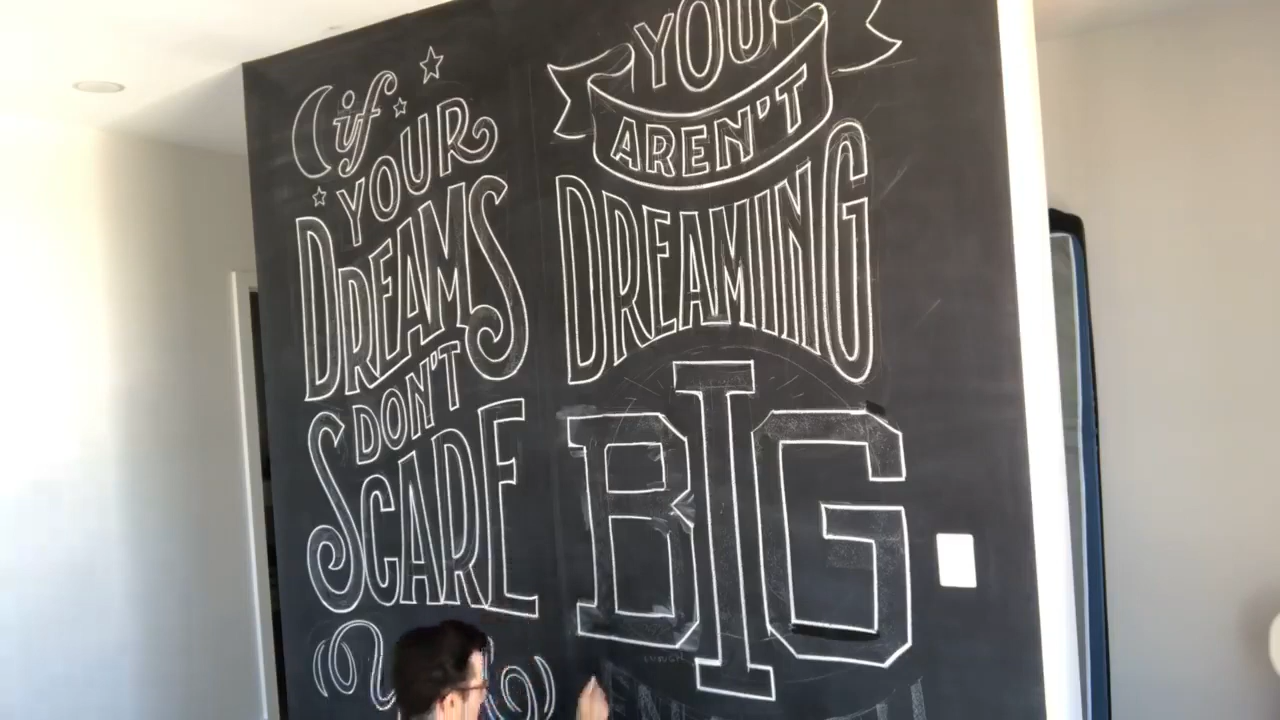 if
YOUR
DREAMS
DON'T
SCARE
YOU
AREN'T
DREAMING
BIG